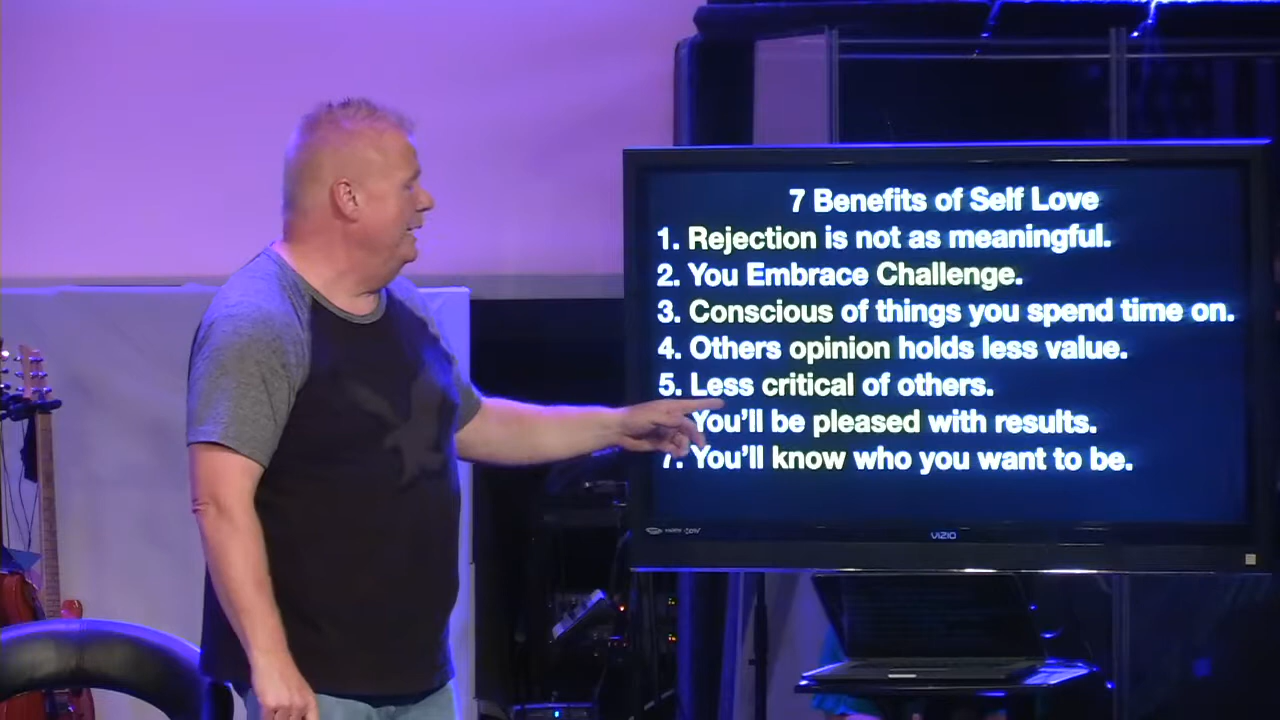 7 Benefits of Self Love
1. Rejection is not as meaningful.
2. You Embrace Challenge.
3. Conscious of things you spend time on.
4. Others opinion holds less value.
5. Less critical of others.
You'll be pleased with results.
7. You'll know who you want to be.
VIZIO